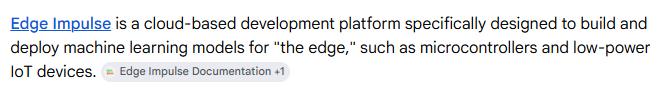 Edge Impulse is a cloud-based development platform specifically designed to build and
deploy machine learning models for "the edge," such as microcontrollers and low-power
IoT devices. Edge Impulse Documentation +1